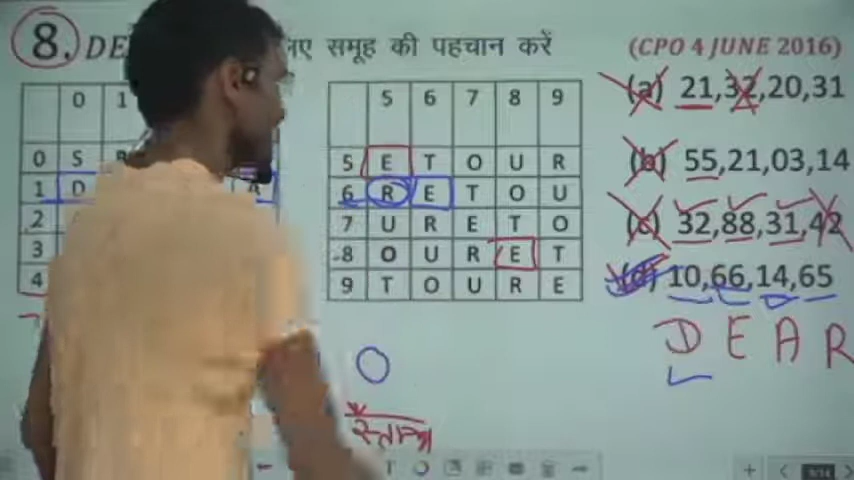 8. DE लिए समूह की पहचान करें (CPO 4 JUNE 2016)
0 1
0 S
1 D A
2
3
4
5 6 7 8 9
5 E T O U R
6 R E T O U
7 U R E T O
8 O U R E T
9 T O U R E
(a) 21,32,20,31
(b) 55,21,03,14
(c) 32,88,31,42
(d) 10,66,14,65
D E A R
O